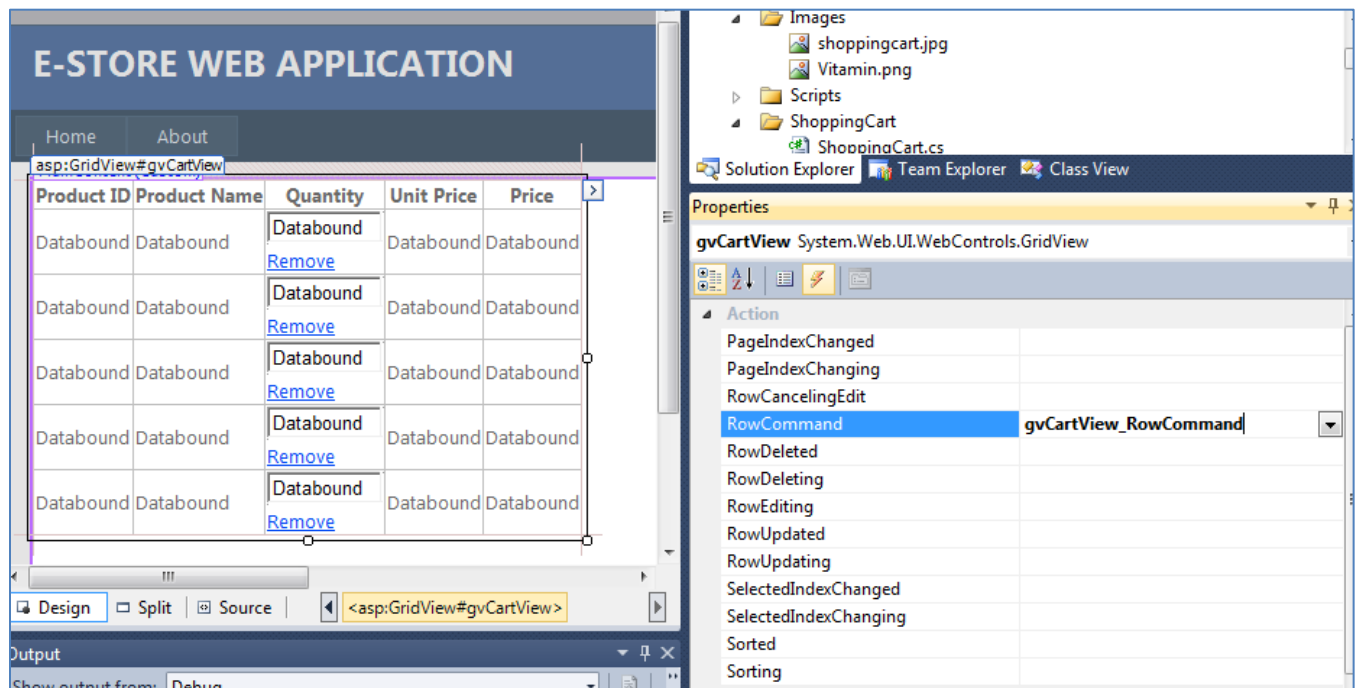 E-STORE WEB APPLICATION
Home About
asp:GridView#gvCartView
Product ID Product Name Quantity Unit Price Price
Databound Databound Databound Databound Databound
Remove
Databound Databound Databound Databound Databound
Remove
Databound Databound Databound Databound Databound
Remove
Databound Databound Databound Databound Databound
Remove
Databound Databound Databound Databound Databound
Remove
Design Split Source <asp:GridView#gvCartView>
Output
Show output from: Debug
Images
shoppingcart.jpg
Vitamin.png
Scripts
ShoppingCart
ShoppingCart.cs
Solution Explorer Team Explorer Class View
Properties
gvCartView System.Web.UI.WebControls.GridView
Action
PageIndexChanged
PageIndexChanging
RowCancelingEdit
RowCommand gvCartView_RowCommand
RowDeleted
RowDeleting
RowEditing
RowUpdated
RowUpdating
SelectedIndexChanged
SelectedIndexChanging
Sorted
Sorting